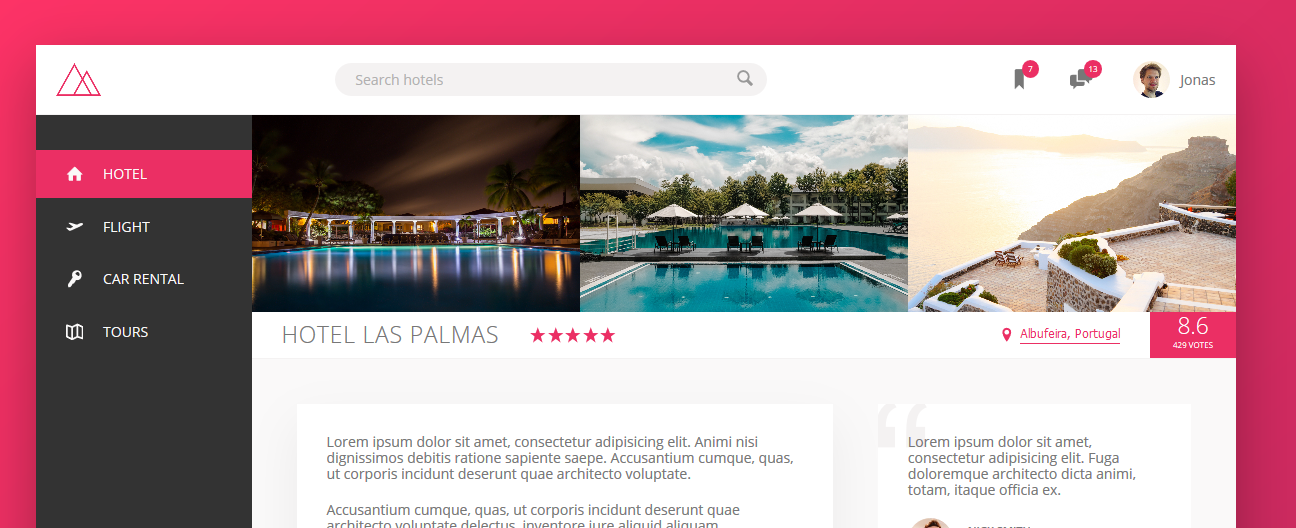 Search hotels
7
13
Jonas
HOTEL
FLIGHT
CAR RENTAL
TOURS
HOTEL LAS PALMAS
Albufeira, Portugal
8.6
429 VOTES
Lorem ipsum dolor sit amet, consectetur adipisicing elit. Animi nisi
dignissimos debitis ratione sapiente saepe. Accusantium cumque, quas,
ut corporis incidunt deserunt quae architecto voluptate.
Accusantium cumque, quas, ut corporis incidunt deserunt quae
architecto voluptate delectus, inventore iure aliquid aliquam.
“
Lorem ipsum dolor sit amet,
consectetur adipisicing elit. Fuga
doloremque architecto dicta animi,
totam, itaque officia ex.